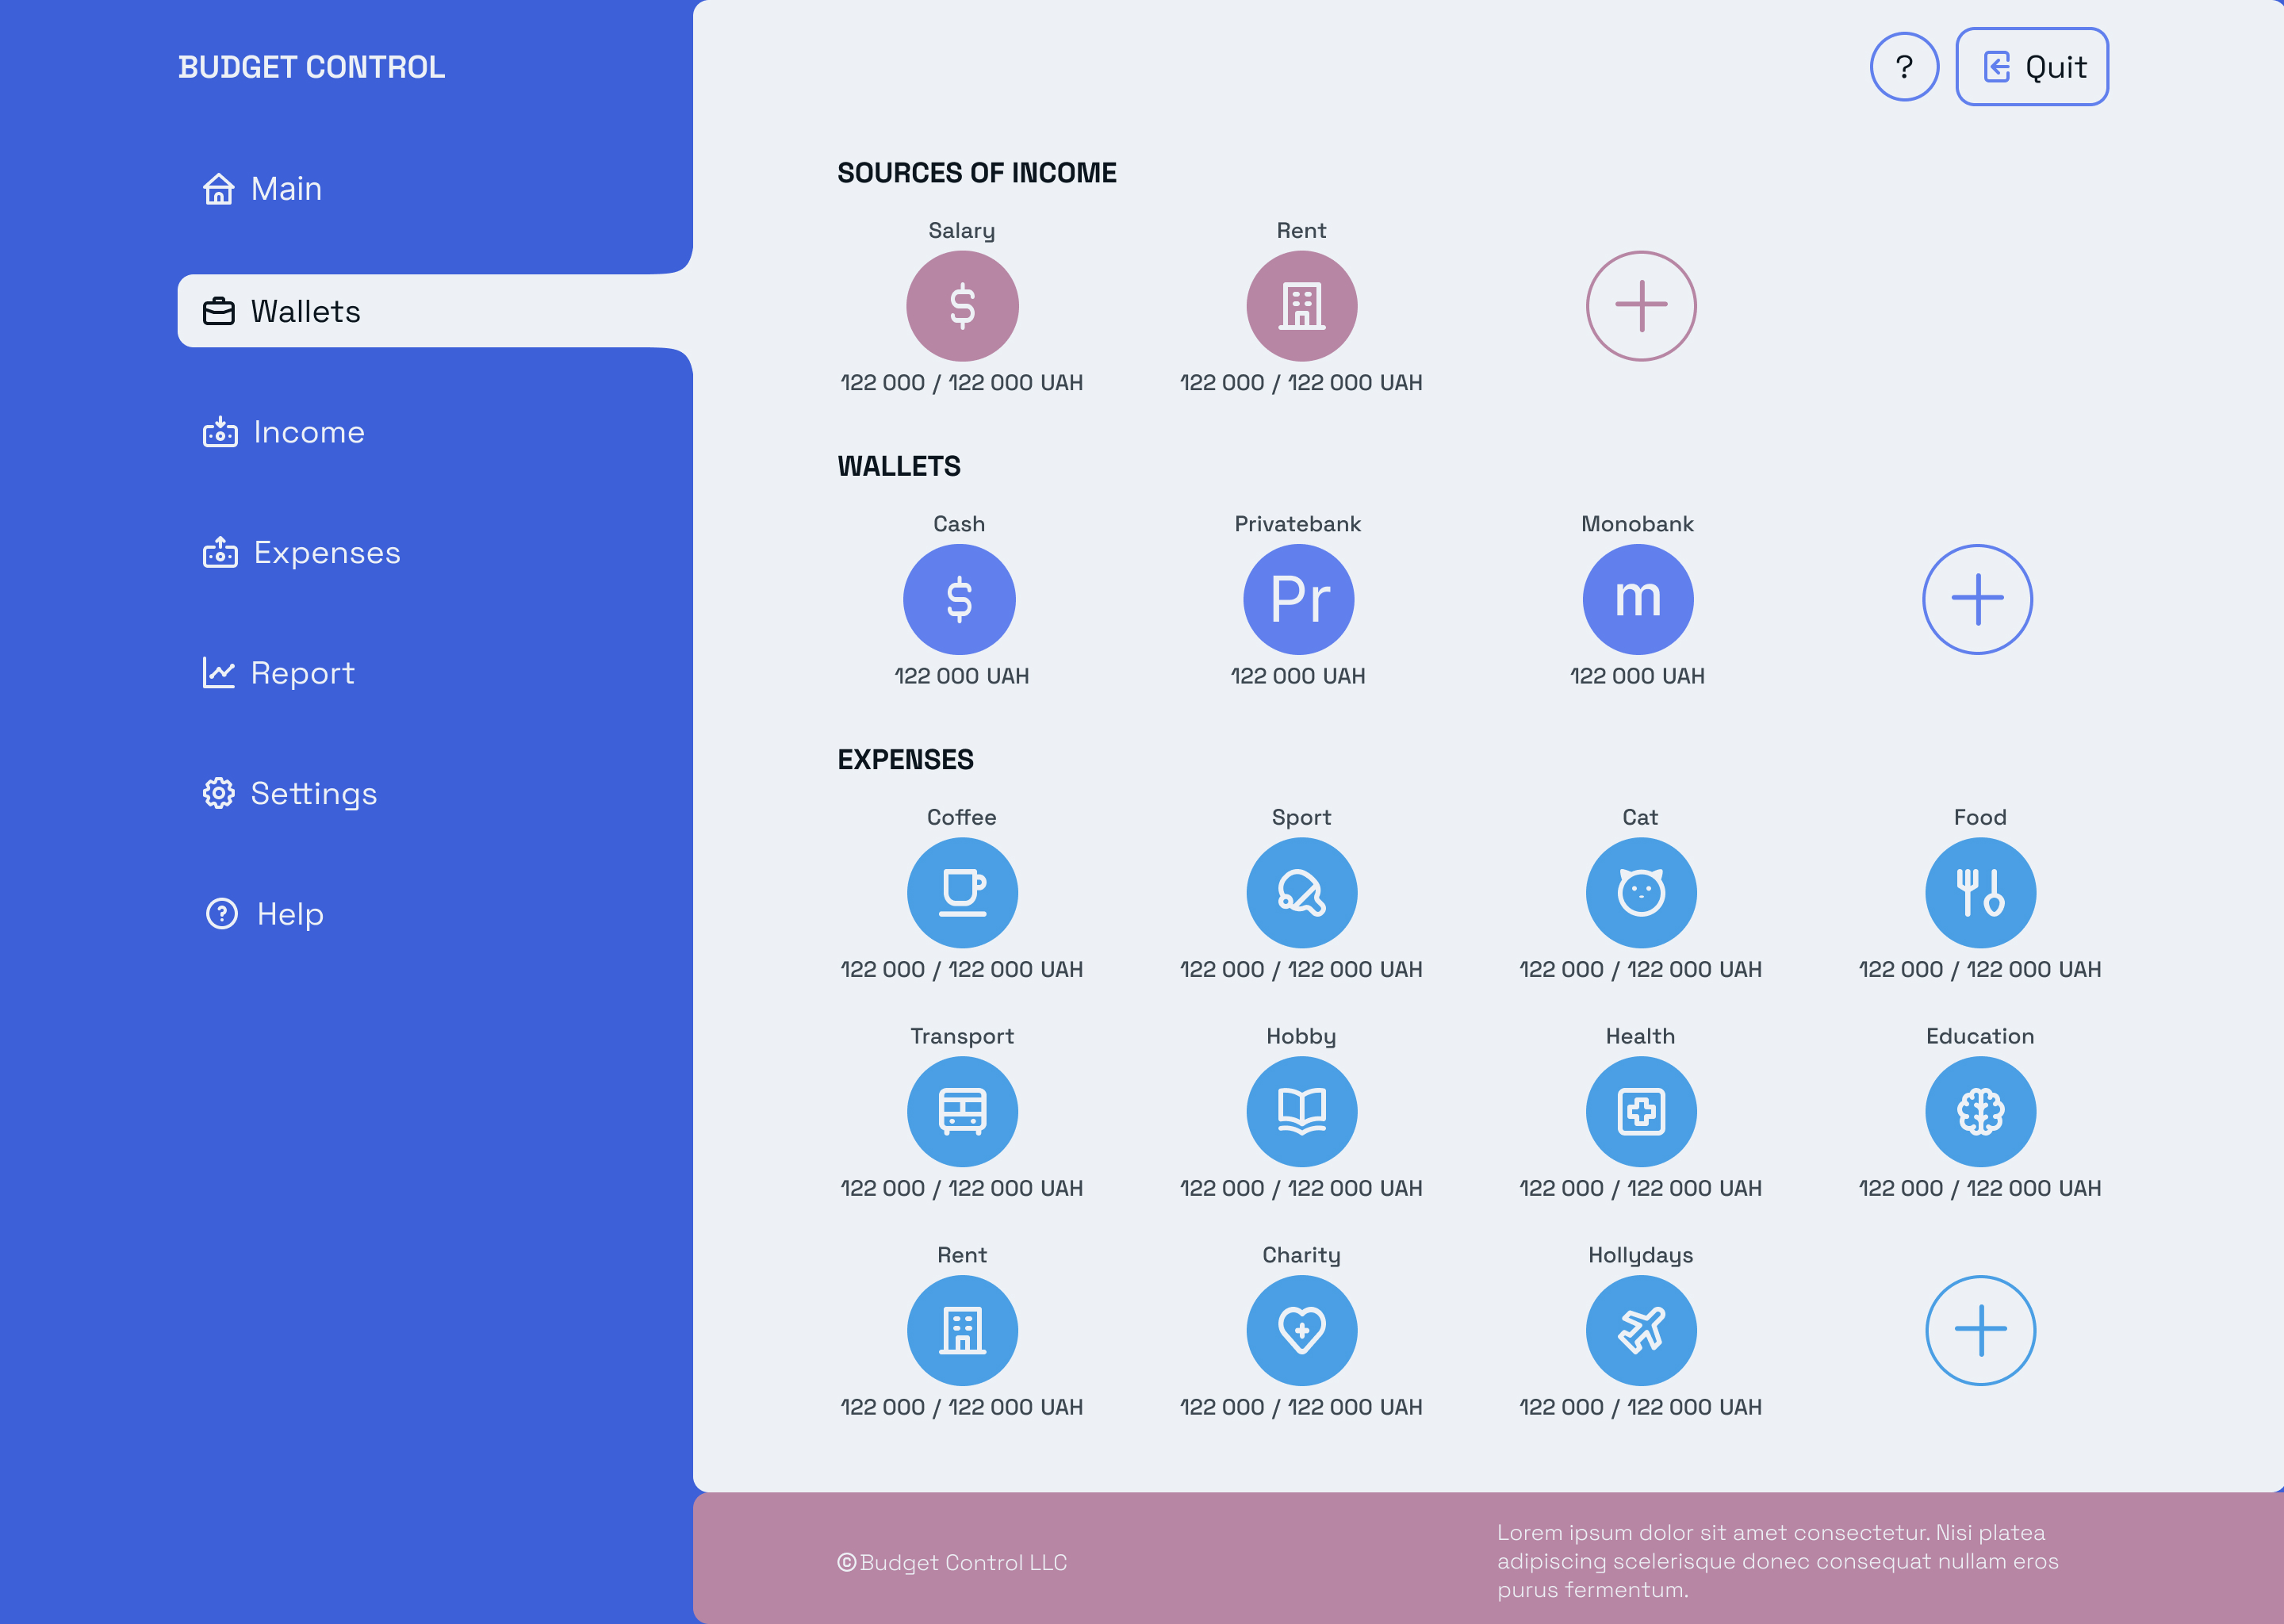 BUDGET CONTROL
Main
Wallets
Income
Expenses
Report
Settings
Help
? Quit
SOURCES OF INCOME
Salary Rent
$
122 000 / 122 000 UAH 122 000 / 122 000 UAH
WALLETS
Cash Privatebank Monobank
$ Pr m
122 000 UAH 122 000 UAH 122 000 UAH
EXPENSES
Coffee Sport Cat Food
122 000 / 122 000 UAH 122 000 / 122 000 UAH 122 000 / 122 000 UAH 122 000 / 122 000 UAH
Transport Hobby Health Education
122 000 / 122 000 UAH 122 000 / 122 000 UAH 122 000 / 122 000 UAH 122 000 / 122 000 UAH
Rent Charity Hollydays
122 000 / 122 000 UAH 122 000 / 122 000 UAH 122 000 / 122 000 UAH
©Budget Control LLC
Lorem ipsum dolor sit amet consectetur. Nisi platea
adipiscing scelerisque donec consequat nullam eros
purus fermentum.